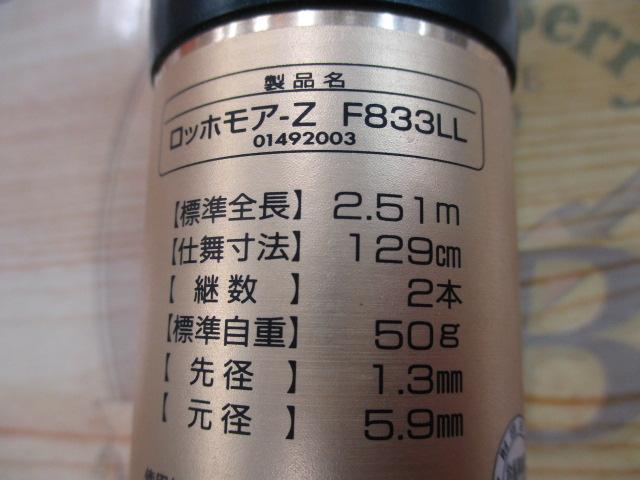 製品名
ロッホモア-Z F833LL
01492003
【標準全長】 2.51m
【仕舞寸法】 129cm
【 継数 】 2本
【標準自重】 50g
【 先径 】 1.3mm
【 元径 】 5.9mm